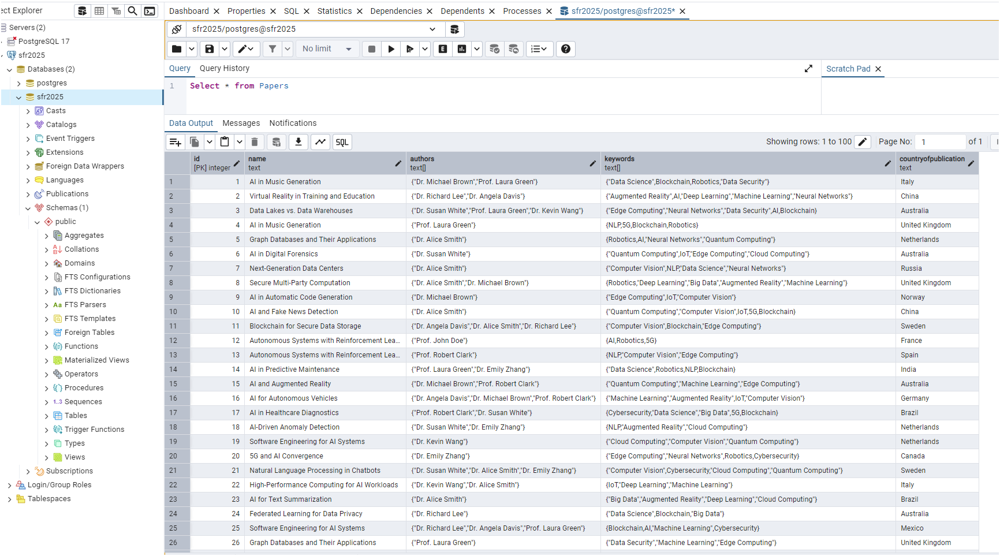 ect Explorer
Dashboard Properties SQL Statistics Dependencies Dependents Processes sfr2025/postgres@sfr2025*
Servers (2)
PostgreSQL 17
sfr2025
Databases (2)
postgres
sfr2025
Casts
Catalogs
Event Triggers
Extensions
Foreign Data Wrappers
Languages
Publications
Schemas (1)
public
Aggregates
Collations
Domains
FTS Configurations
FTS Dictionaries
FTS Parsers
FTS Templates
Foreign Tables
Functions
Materialized Views
Operators
Procedures
1..3 Sequences
Tables
Trigger Functions
Types
Views
Subscriptions
Login/Group Roles
Tablespaces
sfr2025/postgres@sfr2025
No limit
Query Query History
Scratch Pad
1 Select * from Papers
Data Output Messages Notifications
SQL Showing rows: 1 to 100 Page No: 1 of 1
id name authors keywords countryofpublication
[PK] integer text text[] text[] text
1 1 AI in Music Generation {"Dr. Michael Brown","Prof. Laura Green"} {"Data Science",Blockchain,Robotics,"Data Security"} Italy
2 2 Virtual Reality in Training and Education {"Dr. Richard Lee","Dr. Angela Davis"} {"Augmented Reality",AI,"Deep Learning","Machine Learning","Neural Networks"} China
3 3 Data Lakes vs. Data Warehouses {"Dr. Susan White","Prof. Laura Green","Dr. Kevin Wang"} {"Edge Computing","Neural Networks","Data Security",AI,Blockchain} Australia
4 4 AI in Music Generation {"Prof. Laura Green"} {NLP,5G,Blockchain,Robotics} United Kingdom
5 5 Graph Databases and Their Applications {"Dr. Alice Smith"} {Robotics,AI,"Neural Networks","Quantum Computing"} Netherlands
6 6 AI in Digital Forensics {"Dr. Susan White"} {"Quantum Computing",IoT,"Edge Computing","Cloud Computing"} Australia
7 7 Next-Generation Data Centers {"Dr. Alice Smith"} {"Computer Vision",NLP,"Data Science","Neural Networks"} Russia
8 8 Secure Multi-Party Computation {"Dr. Alice Smith","Dr. Michael Brown"} {Robotics,"Deep Learning","Big Data","Augmented Reality","Machine Learning"} United Kingdom
9 9 AI in Automatic Code Generation {"Dr. Michael Brown"} {"Edge Computing",IoT,"Computer Vision"} Norway
10 10 AI and Fake News Detection {"Dr. Alice Smith"} {"Quantum Computing","Computer Vision",IoT,5G,Blockchain} China
11 11 Blockchain for Secure Data Storage {"Dr. Angela Davis","Dr. Alice Smith","Dr. Richard Lee"} {"Computer Vision",Blockchain,"Edge Computing"} Sweden
12 12 Autonomous Systems with Reinforcement Lea... {"Prof. John Doe"} {AI,Robotics,5G} France
13 13 Autonomous Systems with Reinforcement Lea... {"Prof. Robert Clark"} {NLP,"Computer Vision","Edge Computing"} Spain
14 14 AI in Predictive Maintenance {"Prof. Laura Green","Dr. Emily Zhang"} {"Data Science",Robotics,NLP,Blockchain} India
15 15 AI and Augmented Reality {"Dr. Michael Brown","Prof. Robert Clark"} {"Quantum Computing","Machine Learning","Edge Computing"} Australia
16 16 AI for Autonomous Vehicles {"Dr. Angela Davis","Dr. Michael Brown","Prof. Robert Clark"} {"Machine Learning","Augmented Reality",IoT,"Computer Vision"} Germany
17 17 AI in Healthcare Diagnostics {"Prof. Robert Clark","Dr. Susan White"} {Cybersecurity,"Data Science","Big Data",5G,Blockchain} Brazil
18 18 AI-Driven Anomaly Detection {"Dr. Susan White","Dr. Emily Zhang"} {NLP,"Augmented Reality","Cloud Computing"} Netherlands
19 19 Software Engineering for AI Systems {"Dr. Kevin Wang"} {"Cloud Computing","Computer Vision","Quantum Computing"} Netherlands
20 20 5G and AI Convergence {"Dr. Emily Zhang"} {"Edge Computing","Neural Networks",Robotics,Cybersecurity} Canada
21 21 Natural Language Processing in Chatbots {"Dr. Susan White","Dr. Alice Smith","Dr. Emily Zhang"} {"Computer Vision",Cybersecurity,"Cloud Computing","Quantum Computing"} Sweden
22 22 High-Performance Computing for AI Workloads {"Dr. Kevin Wang","Dr. Alice Smith"} {IoT,"Deep Learning","Machine Learning"} Italy
23 23 AI for Text Summarization {"Dr. Alice Smith"} {"Big Data","Augmented Reality","Deep Learning","Cloud Computing"} Brazil
24 24 Federated Learning for Data Privacy {"Dr. Richard Lee"} {"Data Science",Blockchain,"Big Data"} Australia
25 25 Software Engineering for AI Systems {"Dr. Richard Lee","Dr. Angela Davis","Prof. Laura Green"} {Blockchain,AI,"Machine Learning",Cybersecurity} Mexico
26 26 Graph Databases and Their Applications {"Prof. Laura Green"} {"Data Security","Machine Learning","Edge Computing"} United Kingdom